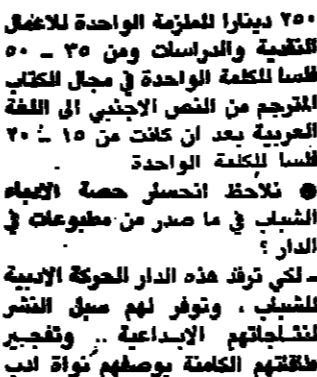 ٢٥٠ دينارا للملزمة الواحدة للاعمال
النقدية والدراسات ومن ٣٥ ـ ٥٠
فلسا للكلمة الواحدة في مجال الكتاب
المترجم من النص الاجنبي الى اللغة
العربية بعد ان كانت من ١٥ ـ ٢٠
فلسا للكلمة الواحدة
● نلاحظ انحسار حصة الادباء
الشباب في ما صدر من مطبوعات في
الدار ؟
ـ لكي ترفد هذه الدار الحركة الادبية
للشباب ، وتوفر لهم سبل النشر
لنتاجاتهم الابداعية .. وتفجير
طاقتهم الكامنة بوصفهم نواة ادب